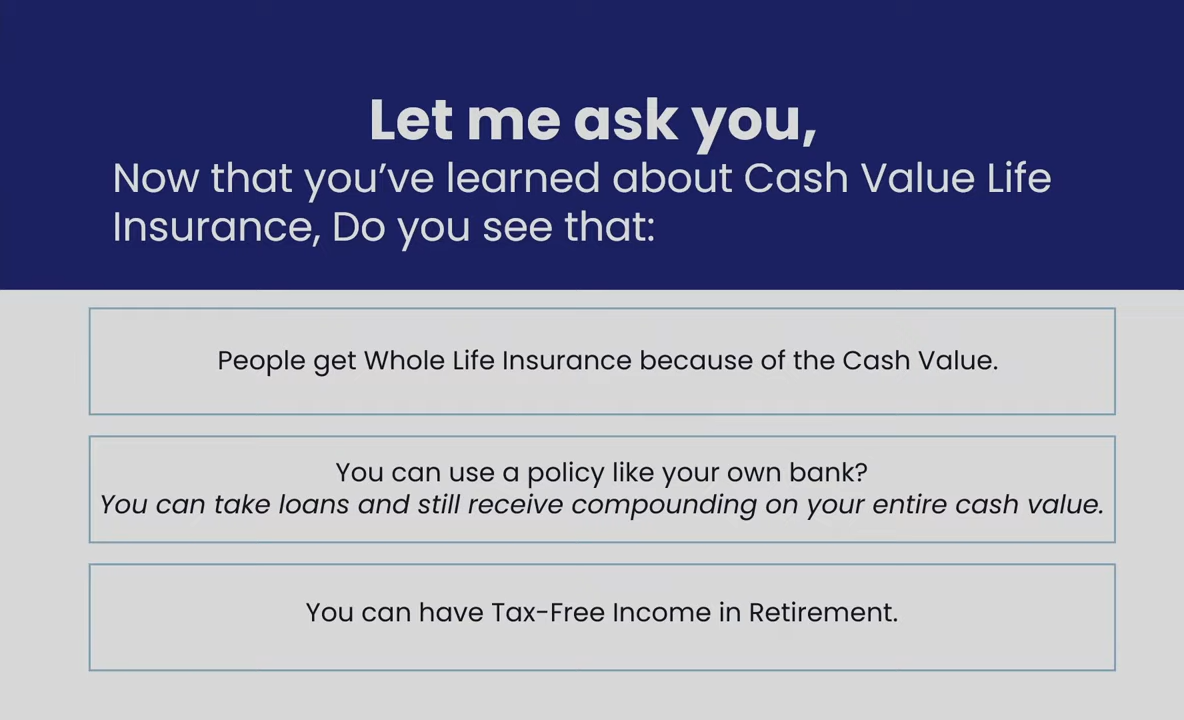 Let me ask you,
Now that you’ve learned about Cash Value Life
Insurance, Do you see that:
People get Whole Life Insurance because of the Cash Value.
You can use a policy like your own bank?
You can take loans and still receive compounding on your entire cash value.
You can have Tax-Free Income in Retirement.